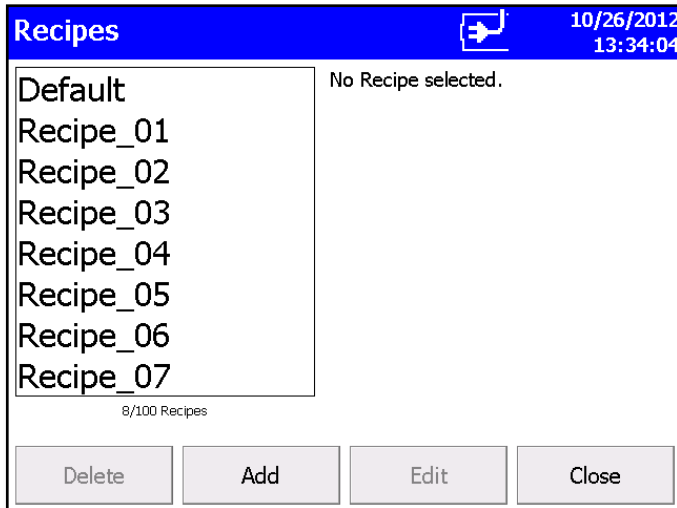 Recipes
10/26/2012
13:34:04
Default
Recipe_01
Recipe_02
Recipe_03
Recipe_04
Recipe_05
Recipe_06
Recipe_07
8/100 Recipes
No Recipe selected.
Delete
Add
Edit
Close